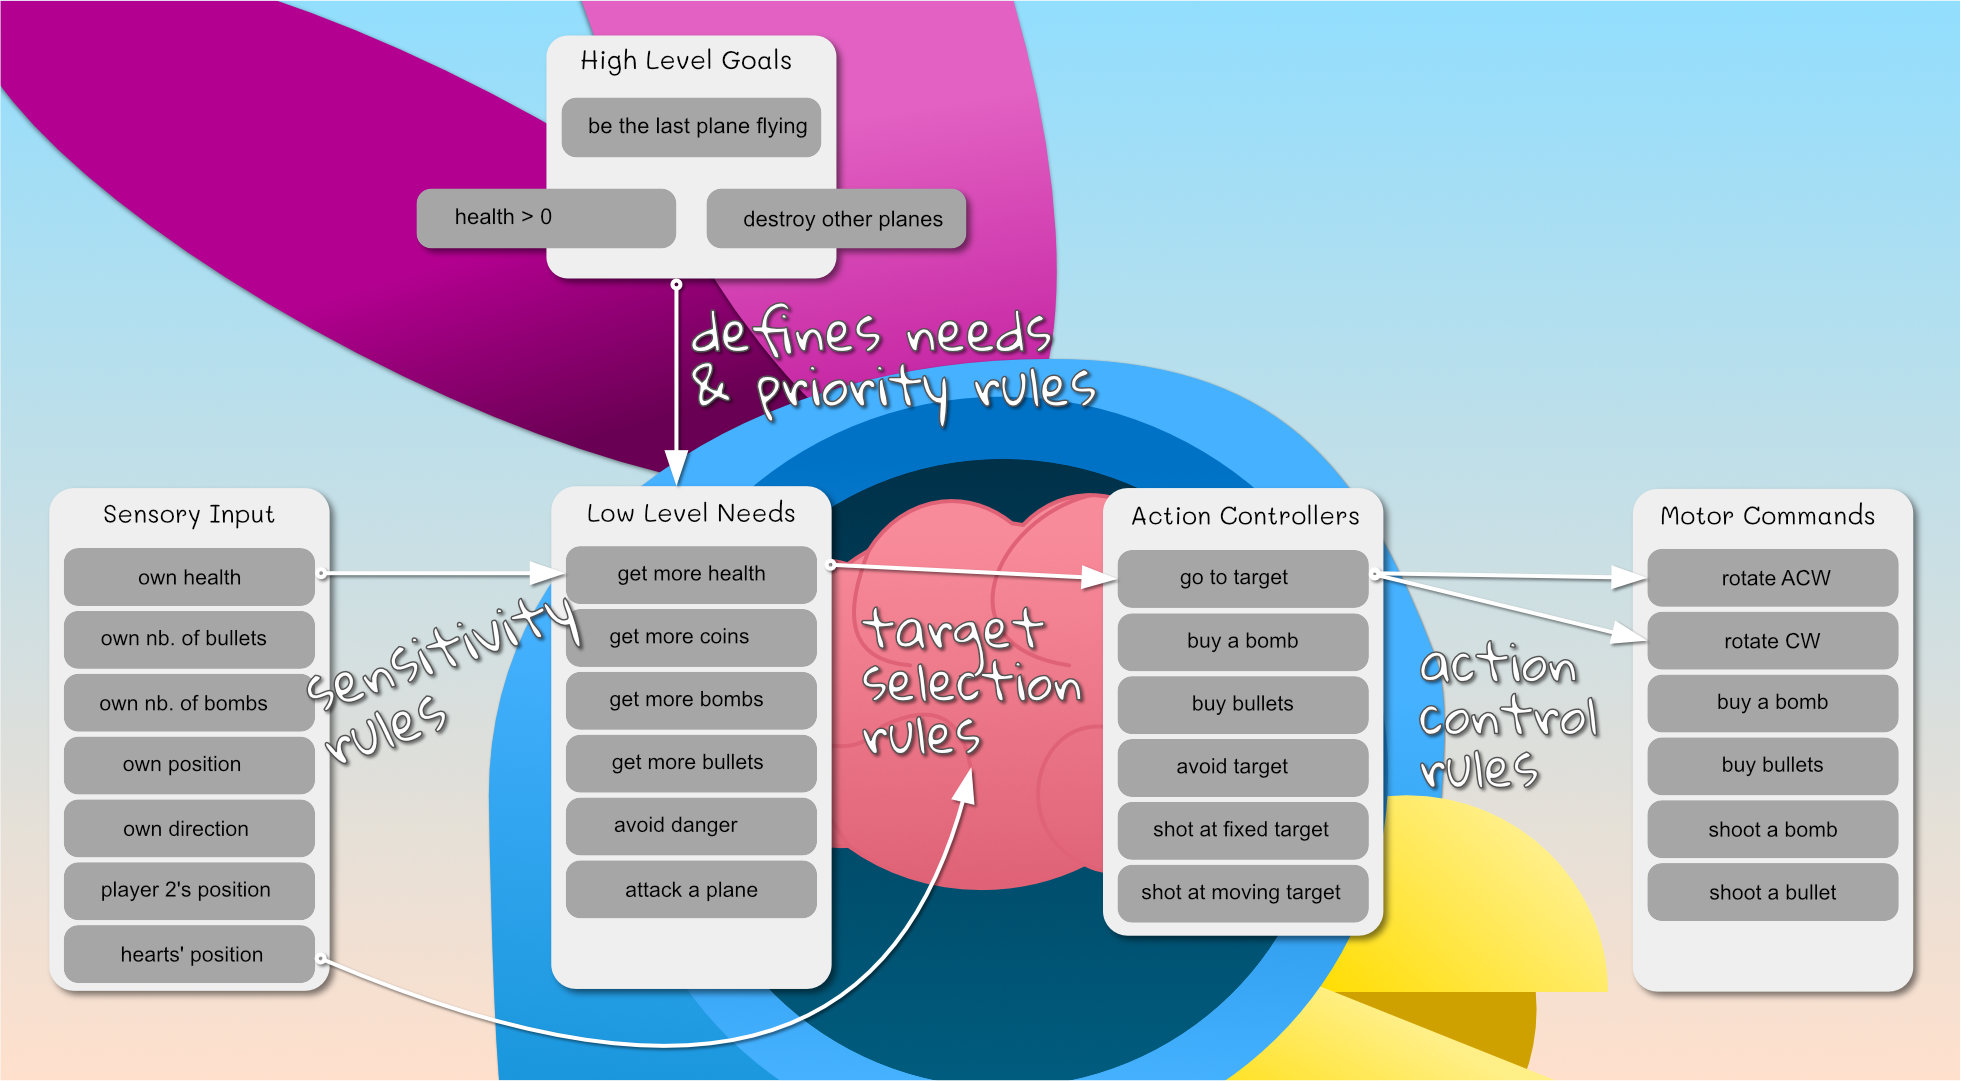 High Level Goals
be the last plane flying
health > 0
destroy other planes
defines needs
& priority rules
Sensory Input
own health
own nb. of bullets
own nb. of bombs
own position
own direction
player 2's position
hearts' position
sensitivity
rules
Low Level Needs
get more health
get more coins
get more bombs
get more bullets
avoid danger
attack a plane
target
selection
rules
Action Controllers
go to target
buy a bomb
buy bullets
avoid target
shot at fixed target
shot at moving target
action
control
rules
Motor Commands
rotate ACW
rotate CW
buy a bomb
buy bullets
shoot a bomb
shoot a bullet